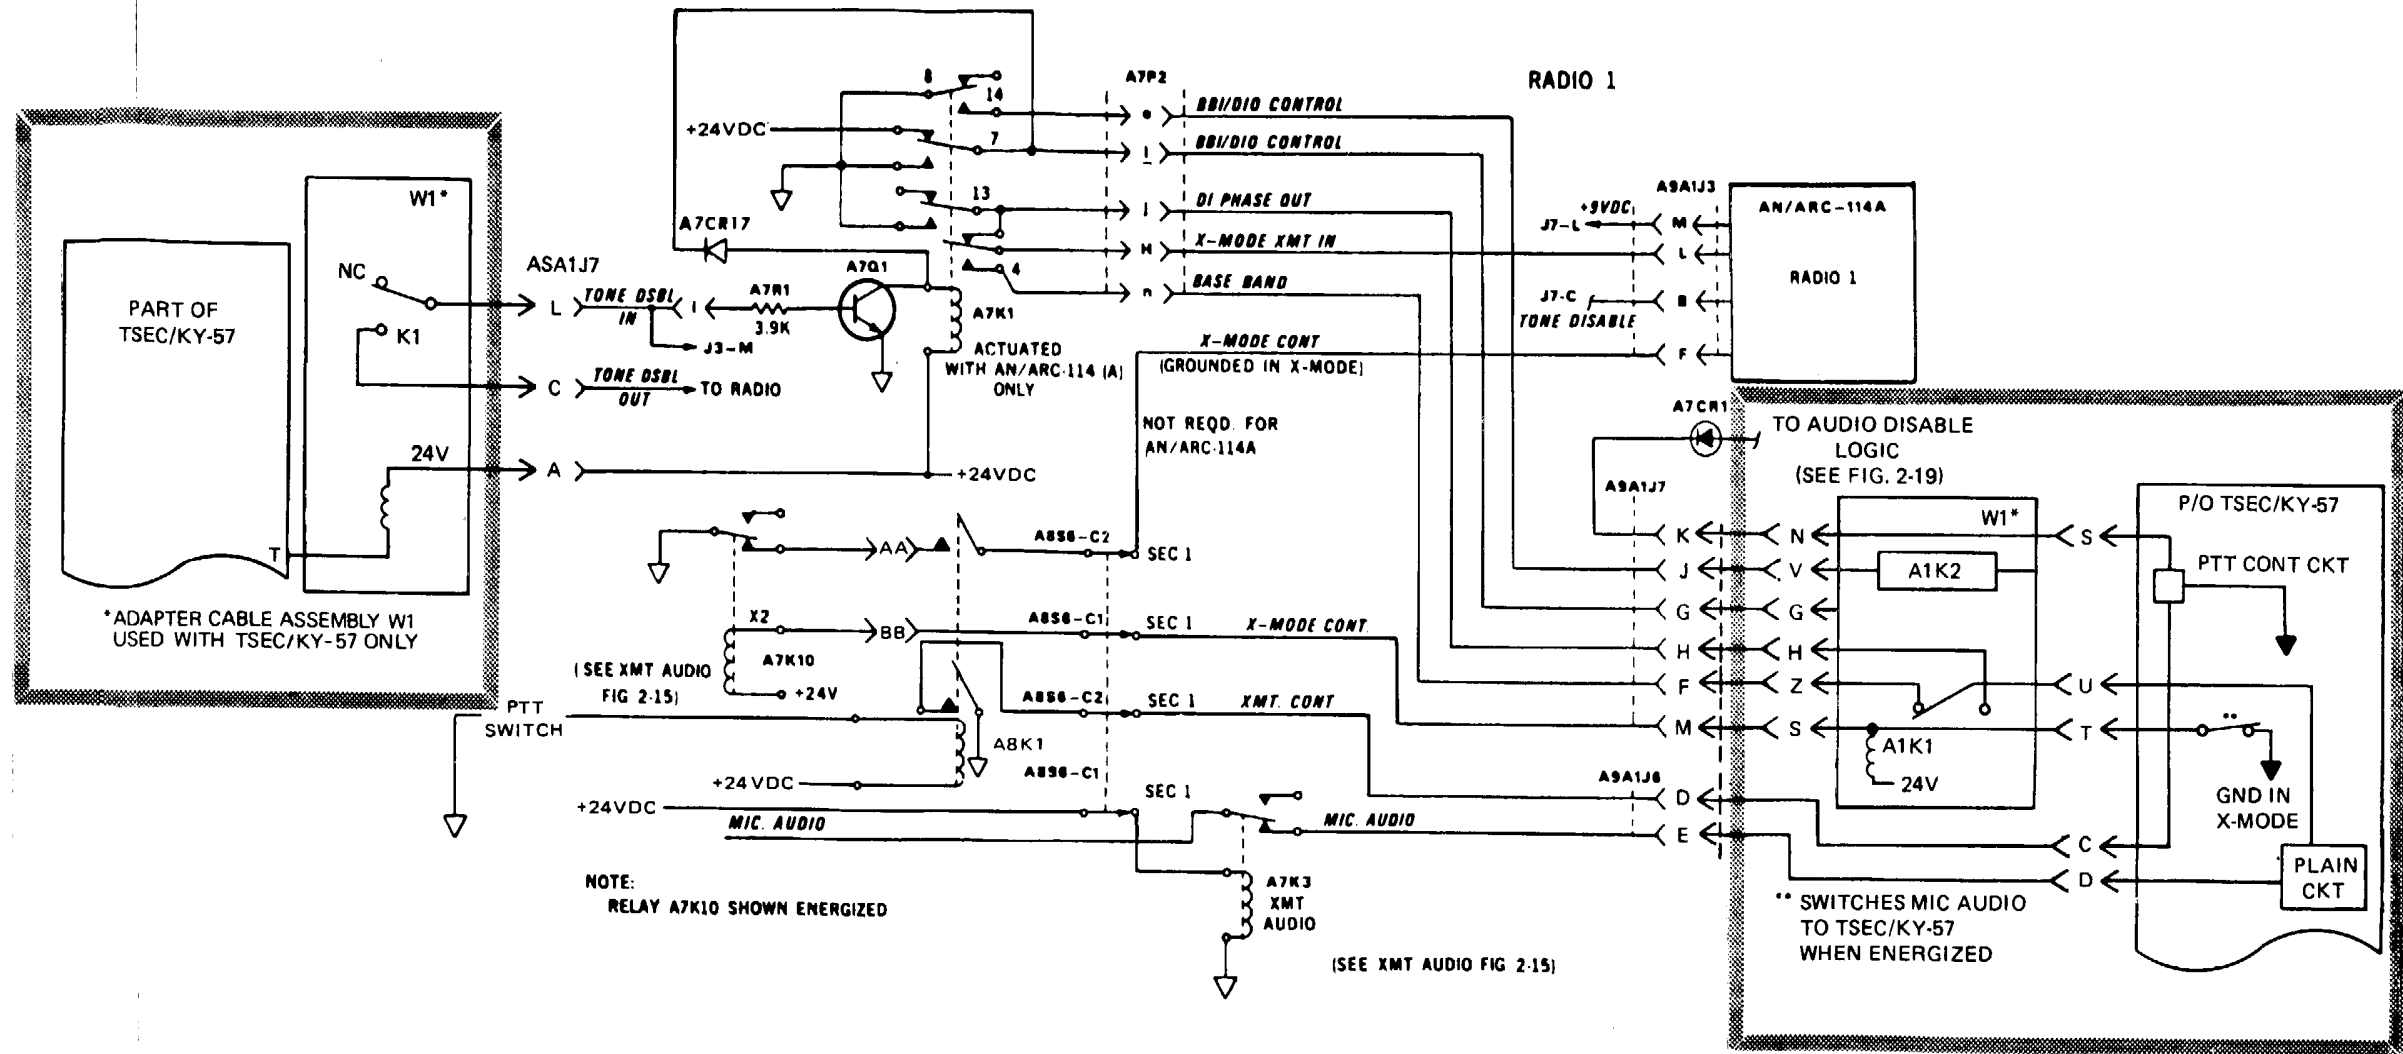 RADIO 1
8
14
A7P2
+24VDC
7
e
BBI/DIO CONTROL
I
BBI/DIO CONTROL
13
j
DI PHASE OUT
H
X-MODE XMT IN
4
n
BASE BAND
A7CR17
W1*
NC
K1
PART OF
TSEC/KY-57
24V
T
*ADAPTER CABLE ASSEMBLY W1
USED WITH TSEC/KY-57 ONLY
ASA1J7
L
TONE DSBL
IN
I
J3-M
A7R1
3.9K
A7Q1
A7K1
ACTUATED
WITH AN/ARC-114 (A)
ONLY
C
TONE DSBL
OUT
TO RADIO
A
+24VDC
X-MODE CONT
(GROUNDED IN X-MODE)
NOT REQD. FOR
AN/ARC-114A
A9A1J3
+9VDC
J7-L
M
L
J7-C
B
TONE DISABLE
F
AN/ARC-114A
RADIO 1
A7CR1
TO AUDIO DISABLE
LOGIC
(SEE FIG. 2-19)
AA
A8S6-C2
SEC 1
X2
BB
A8S6-C1
SEC 1
X-MODE CONT.
A7K10
+24V
(SEE XMT AUDIO
FIG 2-15)
A8S6-C2
SEC 1
XMT. CONT
PTT
SWITCH
A8K1
+24VDC
A8S6-C1
+24VDC
SEC 1
MIC. AUDIO
MIC. AUDIO
A7K3
XMT
AUDIO
(SEE XMT AUDIO FIG 2-15)
NOTE:
RELAY A7K10 SHOWN ENERGIZED
A9A1J7
K
N
J
V
G
G
H
H
F
Z
M
S
A9A1J6
D
E
W1*
A1K2
A1K1
24V
S
U
T
C
D
P/O TSEC/KY-57
PTT CONT CKT
**
GND IN
X-MODE
PLAIN
CKT
** SWITCHES MIC AUDIO
TO TSEC/KY-57
WHEN ENERGIZED